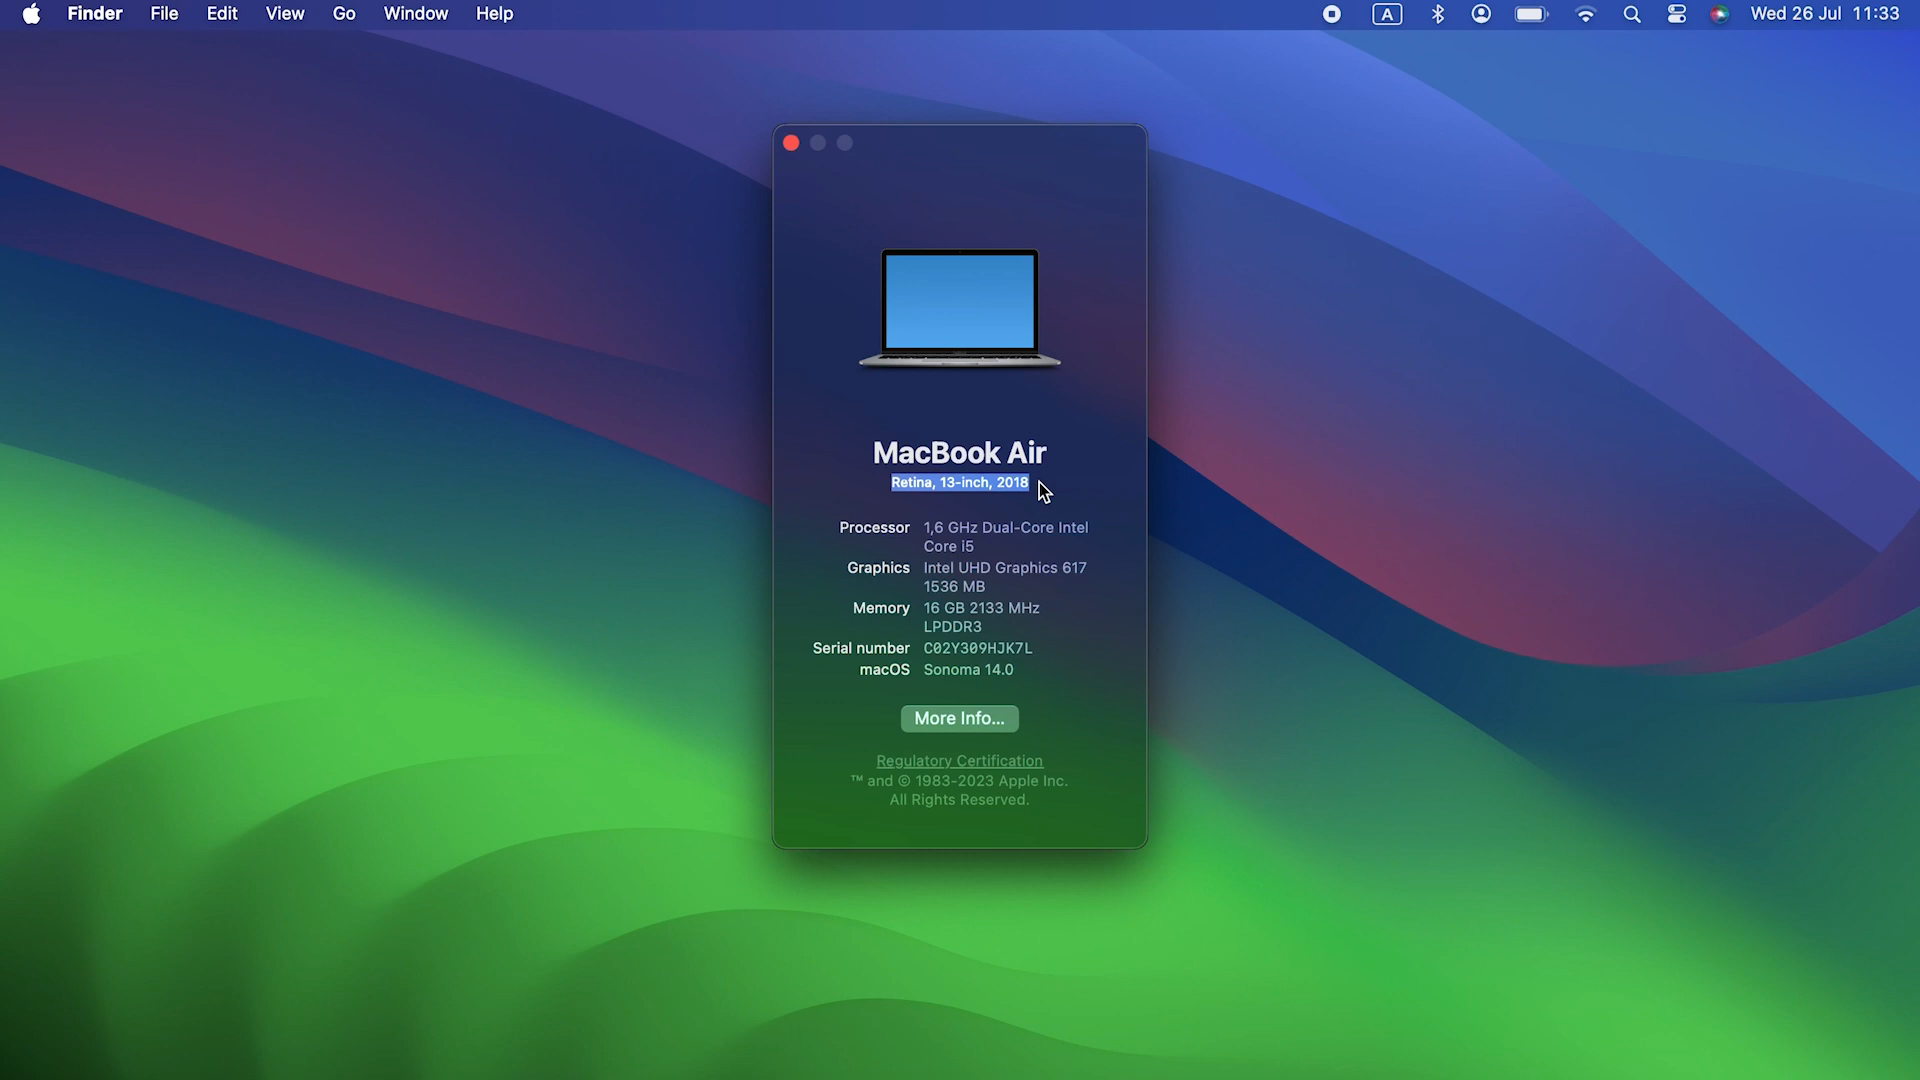 Finder File Edit View Go Window Help A Wed 26 Jul 11:33
MacBook Air
Retina, 13-inch, 2018
Processor 1,6 GHz Dual-Core Intel
Core i5
Graphics Intel UHD Graphics 617
1536 MB
Memory 16 GB 2133 MHz
LPDDR3
Serial number C02Y309HJK7L
macOS Sonoma 14.0
More Info...
Regulatory Certification
™ and © 1983-2023 Apple Inc.
All Rights Reserved.